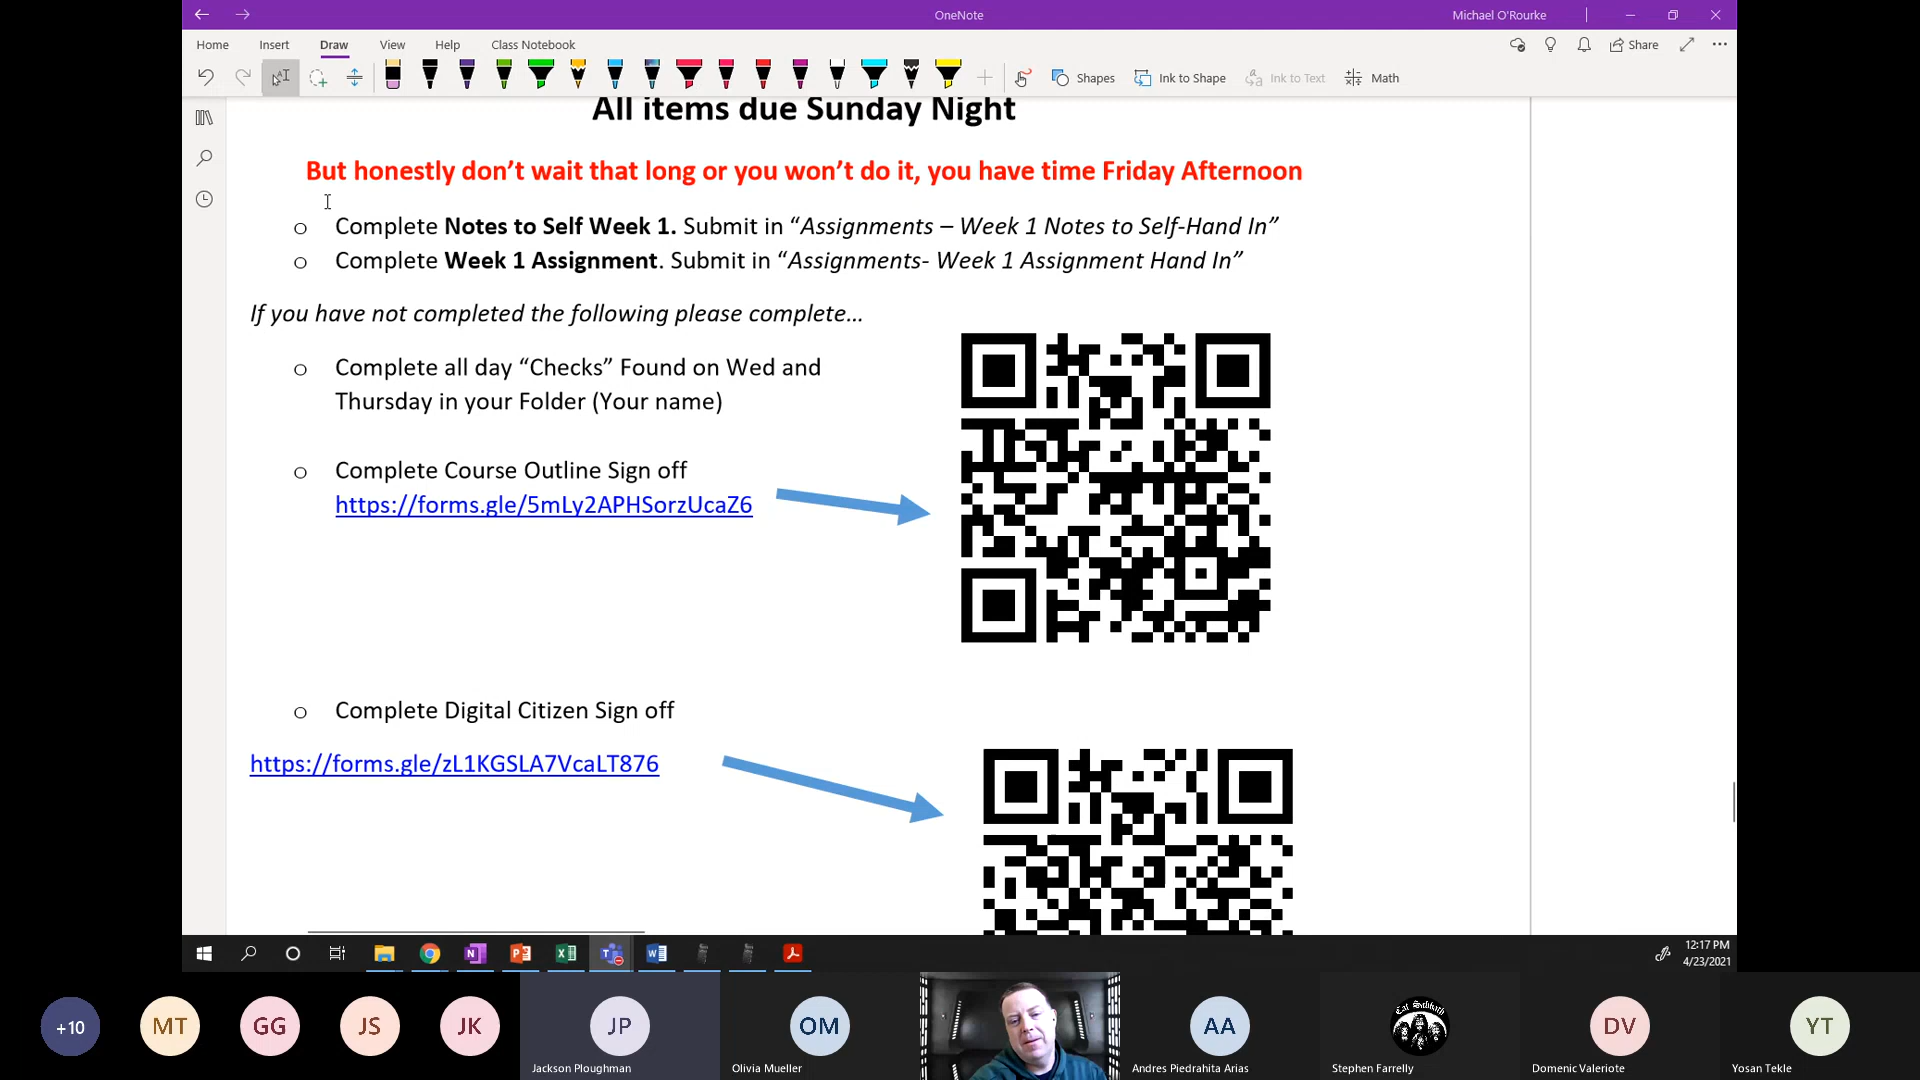 OneNote
Michael O'Rourke
Home Insert Draw View Help Class Notebook
Share
Shapes Ink to Shape Ink to Text Math
All items due Sunday Night
But honestly don't wait that long or you won't do it, you have time Friday Afternoon
o Complete Notes to Self Week 1. Submit in “Assignments – Week 1 Notes to Self-Hand In”
o Complete Week 1 Assignment. Submit in “Assignments- Week 1 Assignment Hand In”
If you have not completed the following please complete...
o Complete all day “Checks” Found on Wed and
Thursday in your Folder (Your name)
o Complete Course Outline Sign off
https://forms.gle/5mLy2APHSorzUcaZ6
o Complete Digital Citizen Sign off
https://forms.gle/zL1KGSLA7VcaLT876
12:17 PM
4/23/2021
+10 MT GG JS JK JP OM AA Cat Sabbath DV YT
Jackson Ploughman Olivia Mueller Andres Piedrahita Arias Stephen Farrelly Domenic Valeriote Yosan Tekle